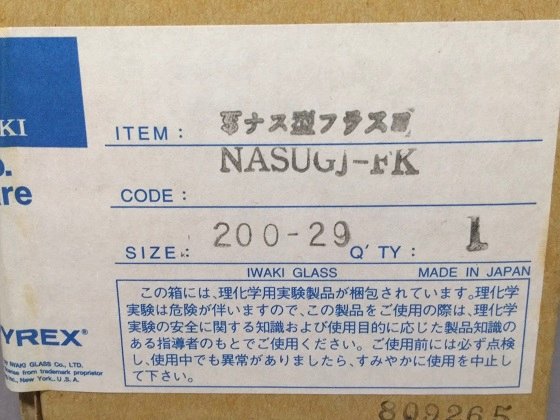 KI
.
re
ITEM : ナス型フラス
NASUGJ-FK
CODE :
SIZE : 200-29 Q'TY : 1
IWAKI GLASS MADE IN JAPAN
この箱には、理化学用実験製品が梱包されています。理化学
実験は危険が伴いますので、この製品をご使用の際は、理化学
実験の安全に関する知識および使用目的に応じた製品知識の
ある指導者のもとでご使用ください。ご使用前には必ず点検
し、使用中でも異常がありましたら、すみやかに使用を中止し
て下さい。
YREX®
y IWAKI GLASS Co., LTD.
cense from trademark proprietor
Inc., New York, U.S.A.
809265